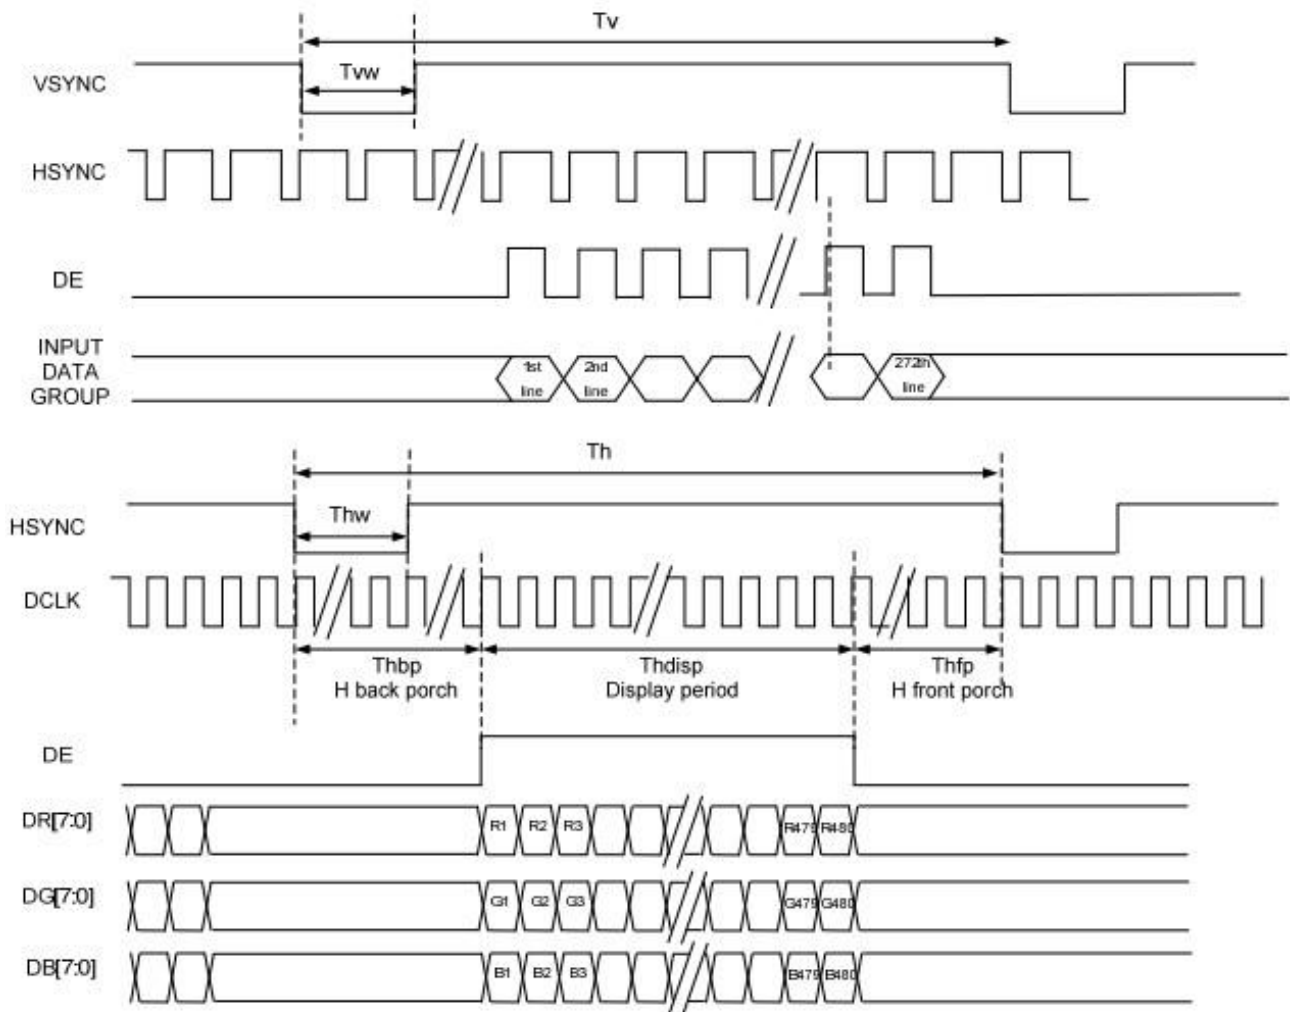 Tv
VSYNC
Tvw
HSYNC
DE
INPUT
DATA
GROUP
1st
line
2nd
line
272th
line
Th
HSYNC
Thw
DCLK
Thbp
H back porch
Thdisp
Display period
Thfp
H front porch
DE
DR[7:0]
R1 R2 R3 R479 R480
DG[7:0]
G1 G2 G3 G479 G480
DB[7:0]
B1 B2 B3 B479 B480